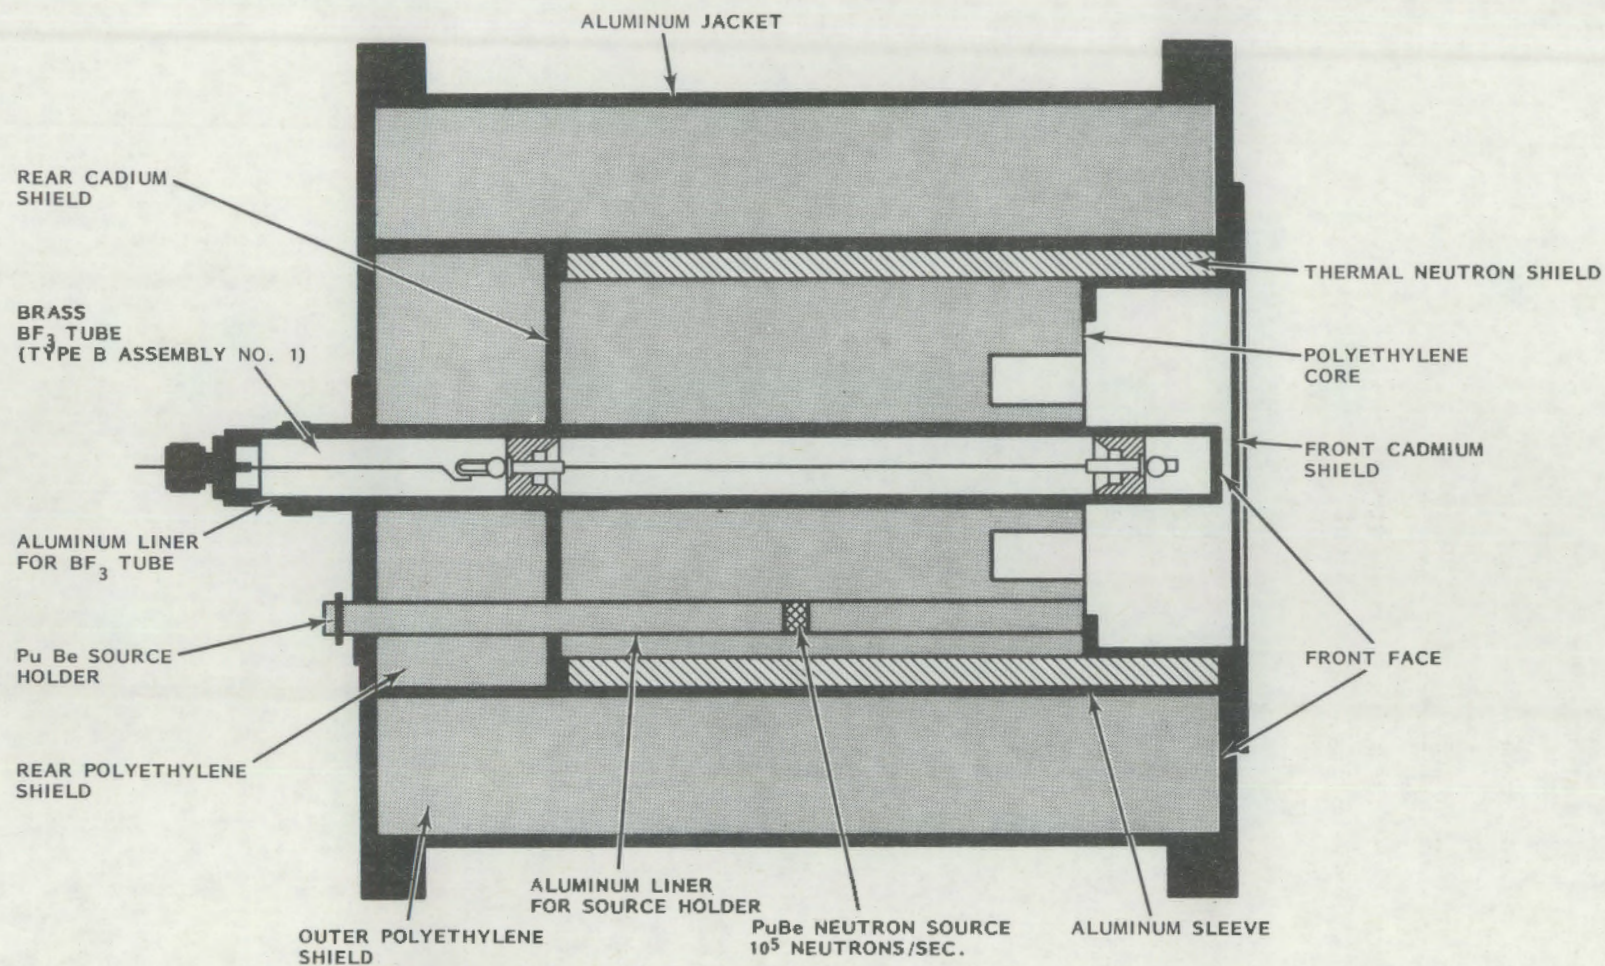 ALUMINUM JACKET
REAR CADIUM
SHIELD
BRASS
BF₃ TUBE
(TYPE B ASSEMBLY NO. 1)
ALUMINUM LINER
FOR BF₃ TUBE
Pu Be SOURCE
HOLDER
REAR POLYETHYLENE
SHIELD
OUTER POLYETHYLENE
SHIELD
ALUMINUM LINER
FOR SOURCE HOLDER
PuBe NEUTRON SOURCE
10⁵ NEUTRONS/SEC.
ALUMINUM SLEEVE
THERMAL NEUTRON SHIELD
POLYETHYLENE
CORE
FRONT CADMIUM
SHIELD
FRONT FACE